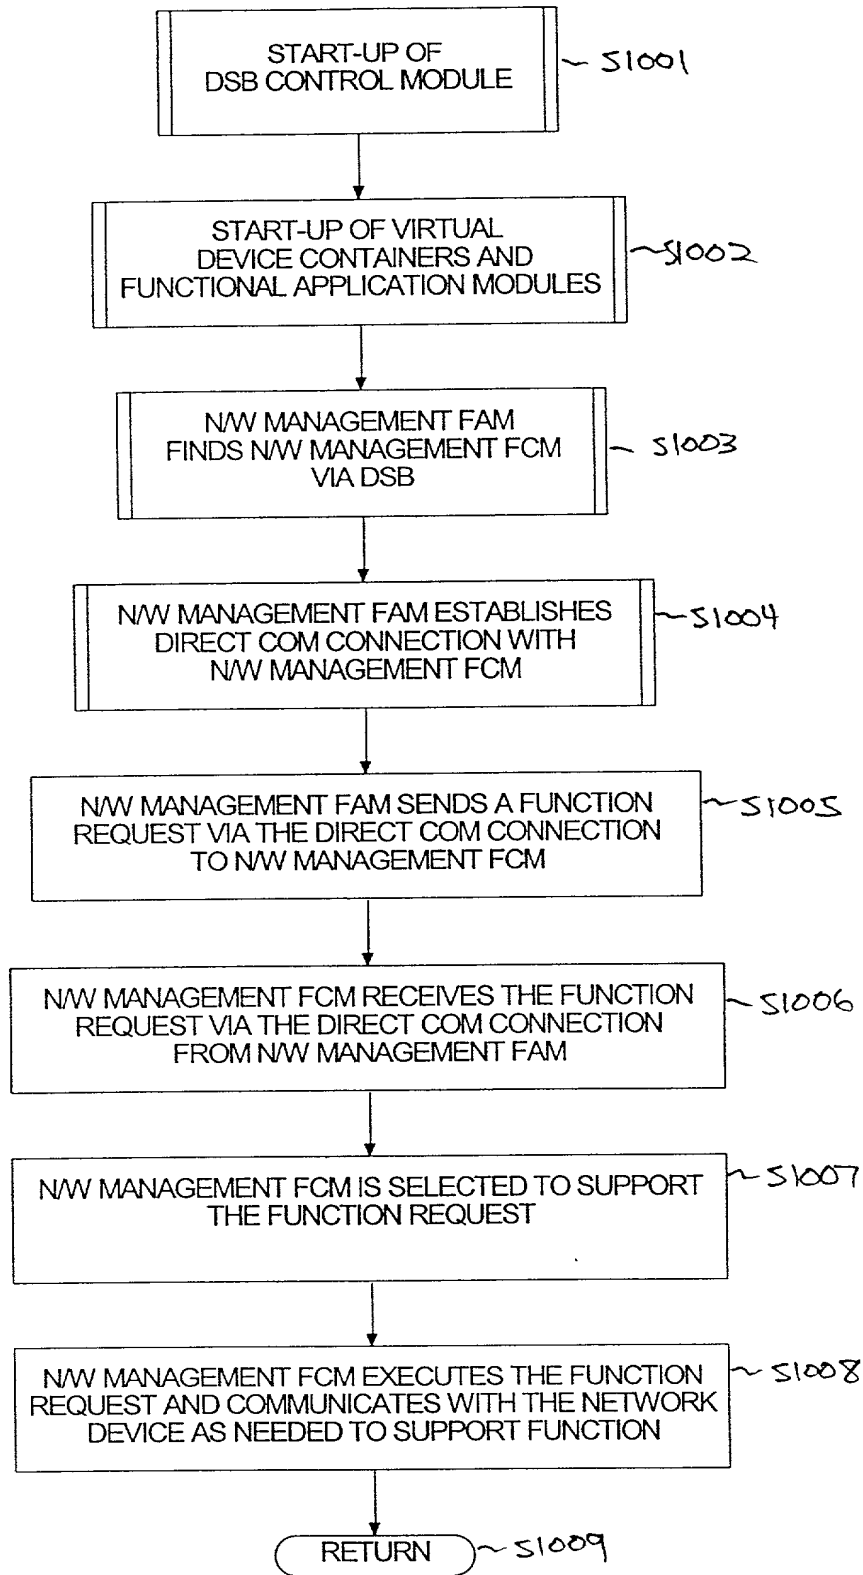 START-UP OF
DSB CONTROL MODULE
S1001
START-UP OF VIRTUAL
DEVICE CONTAINERS AND
FUNCTIONAL APPLICATION MODULES
S1002
N/W MANAGEMENT FAM
FINDS N/W MANAGEMENT FCM
VIA DSB
S1003
N/W MANAGEMENT FAM ESTABLISHES
DIRECT COM CONNECTION WITH
N/W MANAGEMENT FCM
S1004
N/W MANAGEMENT FAM SENDS A FUNCTION
REQUEST VIA THE DIRECT COM CONNECTION
TO N/W MANAGEMENT FCM
S1005
N/W MANAGEMENT FCM RECEIVES THE FUNCTION
REQUEST VIA THE DIRECT COM CONNECTION
FROM N/W MANAGEMENT FAM
S1006
N/W MANAGEMENT FCM IS SELECTED TO SUPPORT
THE FUNCTION REQUEST
S1007
N/W MANAGEMENT FCM EXECUTES THE FUNCTION
REQUEST AND COMMUNICATES WITH THE NETWORK
DEVICE AS NEEDED TO SUPPORT FUNCTION
S1008
RETURN
S1009